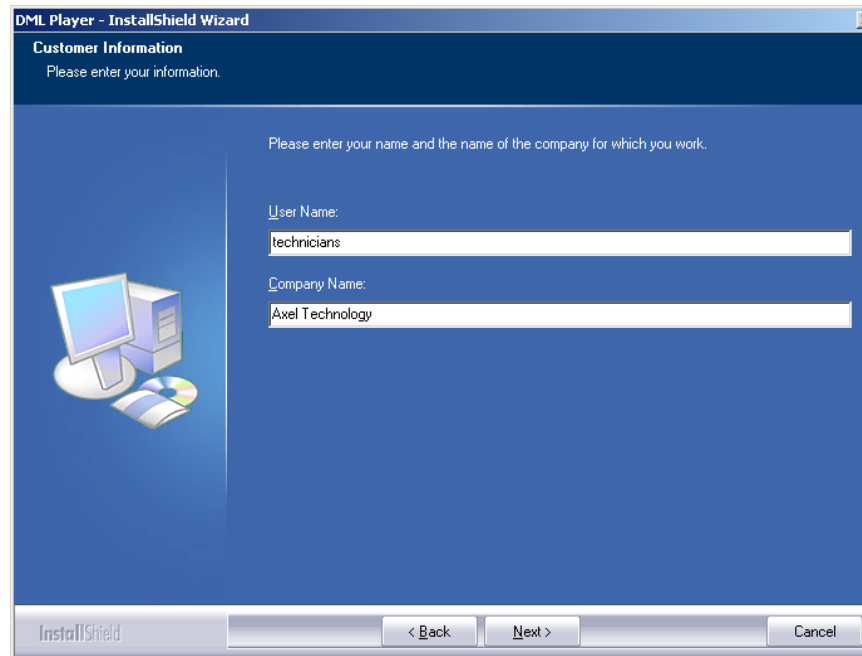 DML Player - InstallShield Wizard
Customer Information
Please enter your information.
Please enter your name and the name of the company for which you work.
User Name:
technicians
Company Name:
Axel Technology
InstallShield
< Back
Next >
Cancel